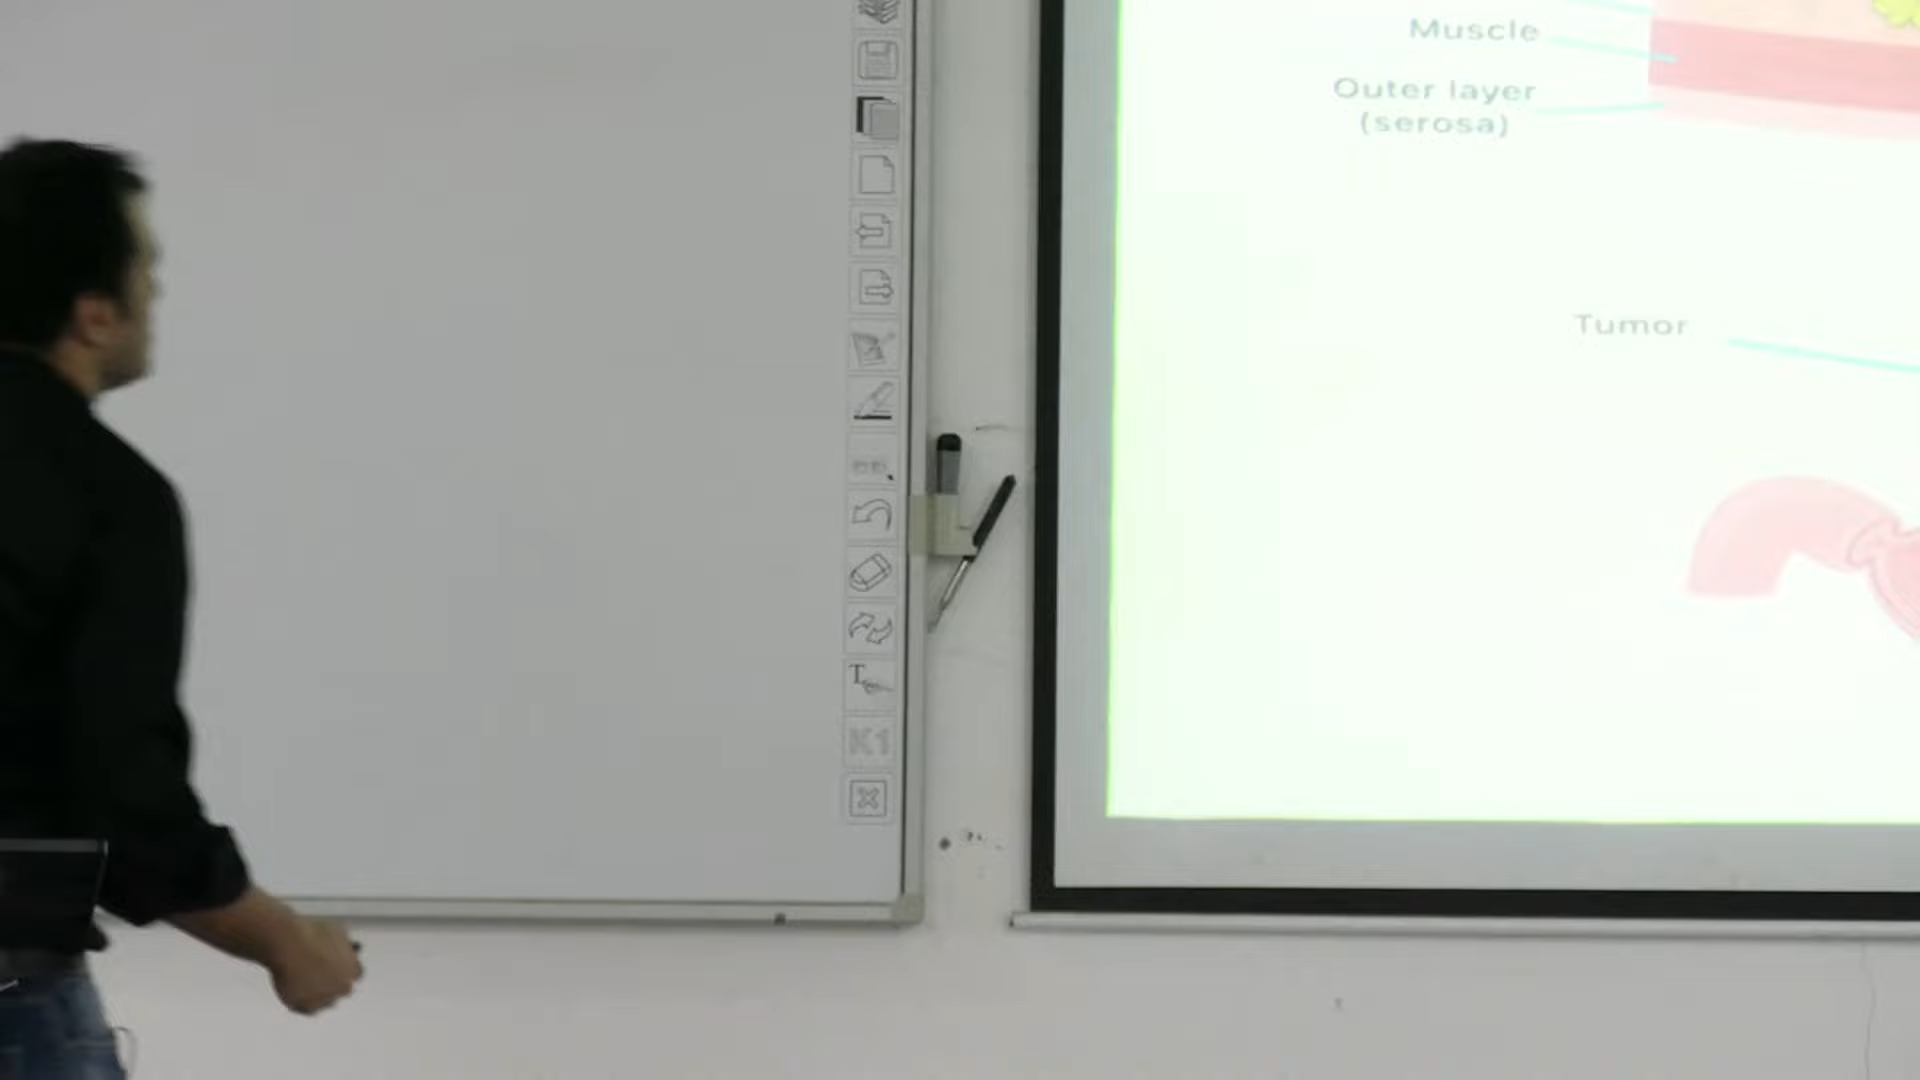 Muscle
Outer layer
(serosa)
Tumor
T
K1